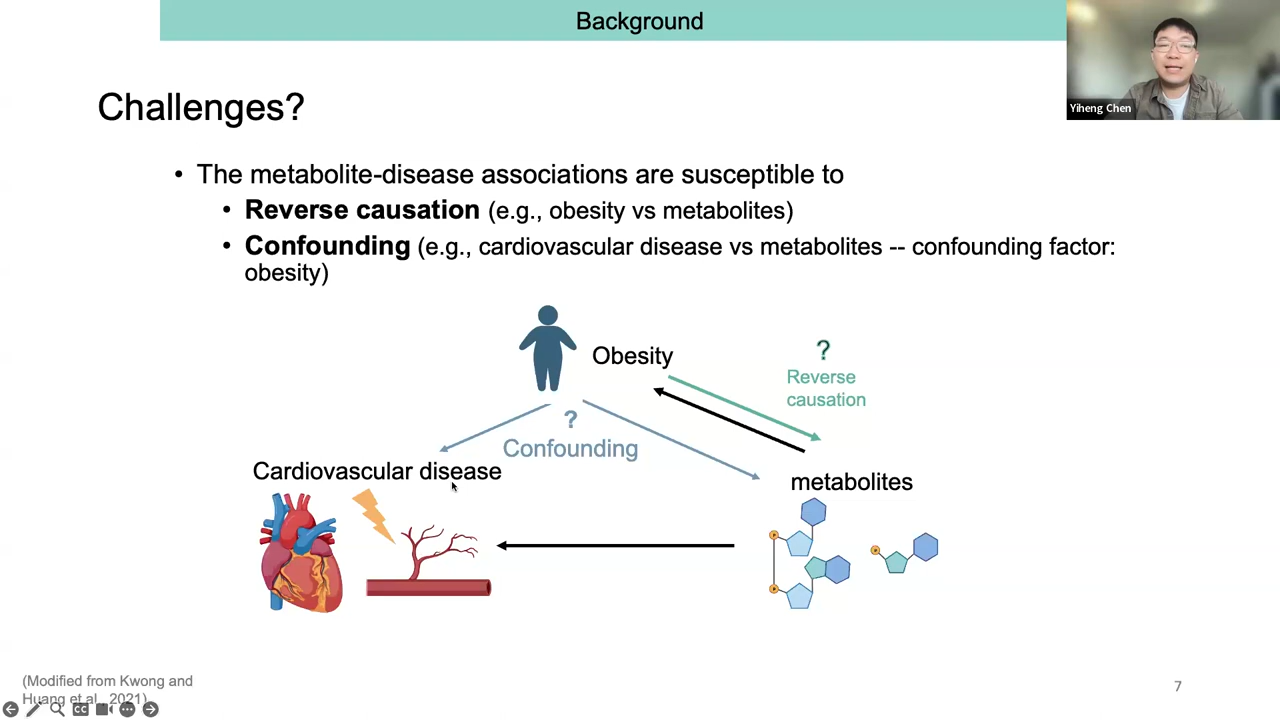 Background
Yiheng Chen
Challenges?
• The metabolite-disease associations are susceptible to
• Reverse causation (e.g., obesity vs metabolites)
• Confounding (e.g., cardiovascular disease vs metabolites -- confounding factor:
obesity)
Obesity
?
Reverse
causation
?
Confounding
Cardiovascular disease
metabolites
P
P
P
(Modified from Kwong and
Huang et al., 2021)
7
CC